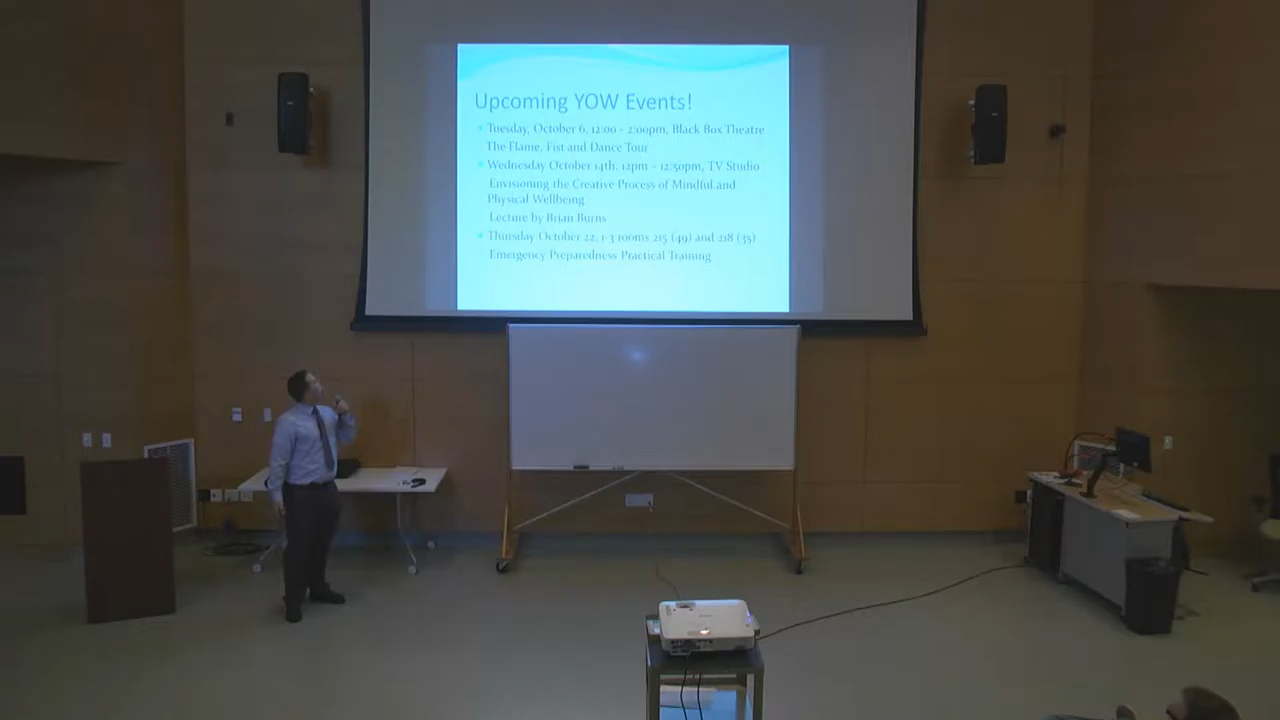 Upcoming YOW Events!
Tuesday, October 6, 12:00 - 2:00pm, Black Box Theatre
The Flame, Fist and Dance Tour
Wednesday October 14th, 12pm - 12:50pm, TV Studio
Envisioning the Creative Process of Mindful and
Physical Wellbeing
Lecture by Brian Burns
Thursday October 22, 1-3 rooms 215 (49) and 218 (35)
Emergency Preparedness Practical Training